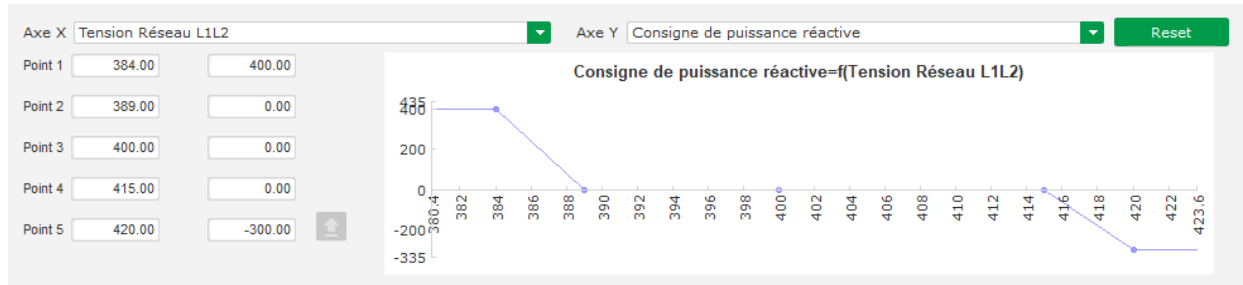 Axe X Tension Réseau L1L2 Axe Y Consigne de puissance réactive Reset
Point 1 384.00 400.00
Point 2 389.00 0.00
Point 3 400.00 0.00
Point 4 415.00 0.00
Point 5 420.00 -300.00
Consigne de puissance réactive=f(Tension Réseau L1L2)
435
400
200
0
-200
-335
380.4 382 384 386 388 390 392 394 396 398 400 402 404 406 408 410 412 414 416 418 420 422 423.6